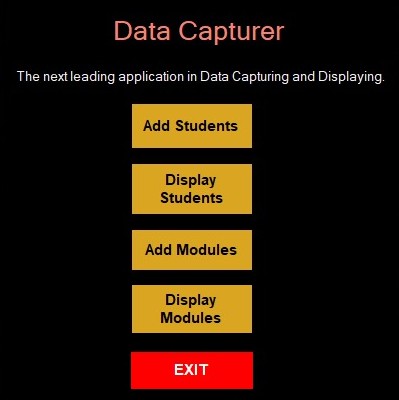 Data Capturer
The next leading application in Data Capturing and Displaying.
Add Students
Display
Students
Add Modules
Display
Modules
EXIT